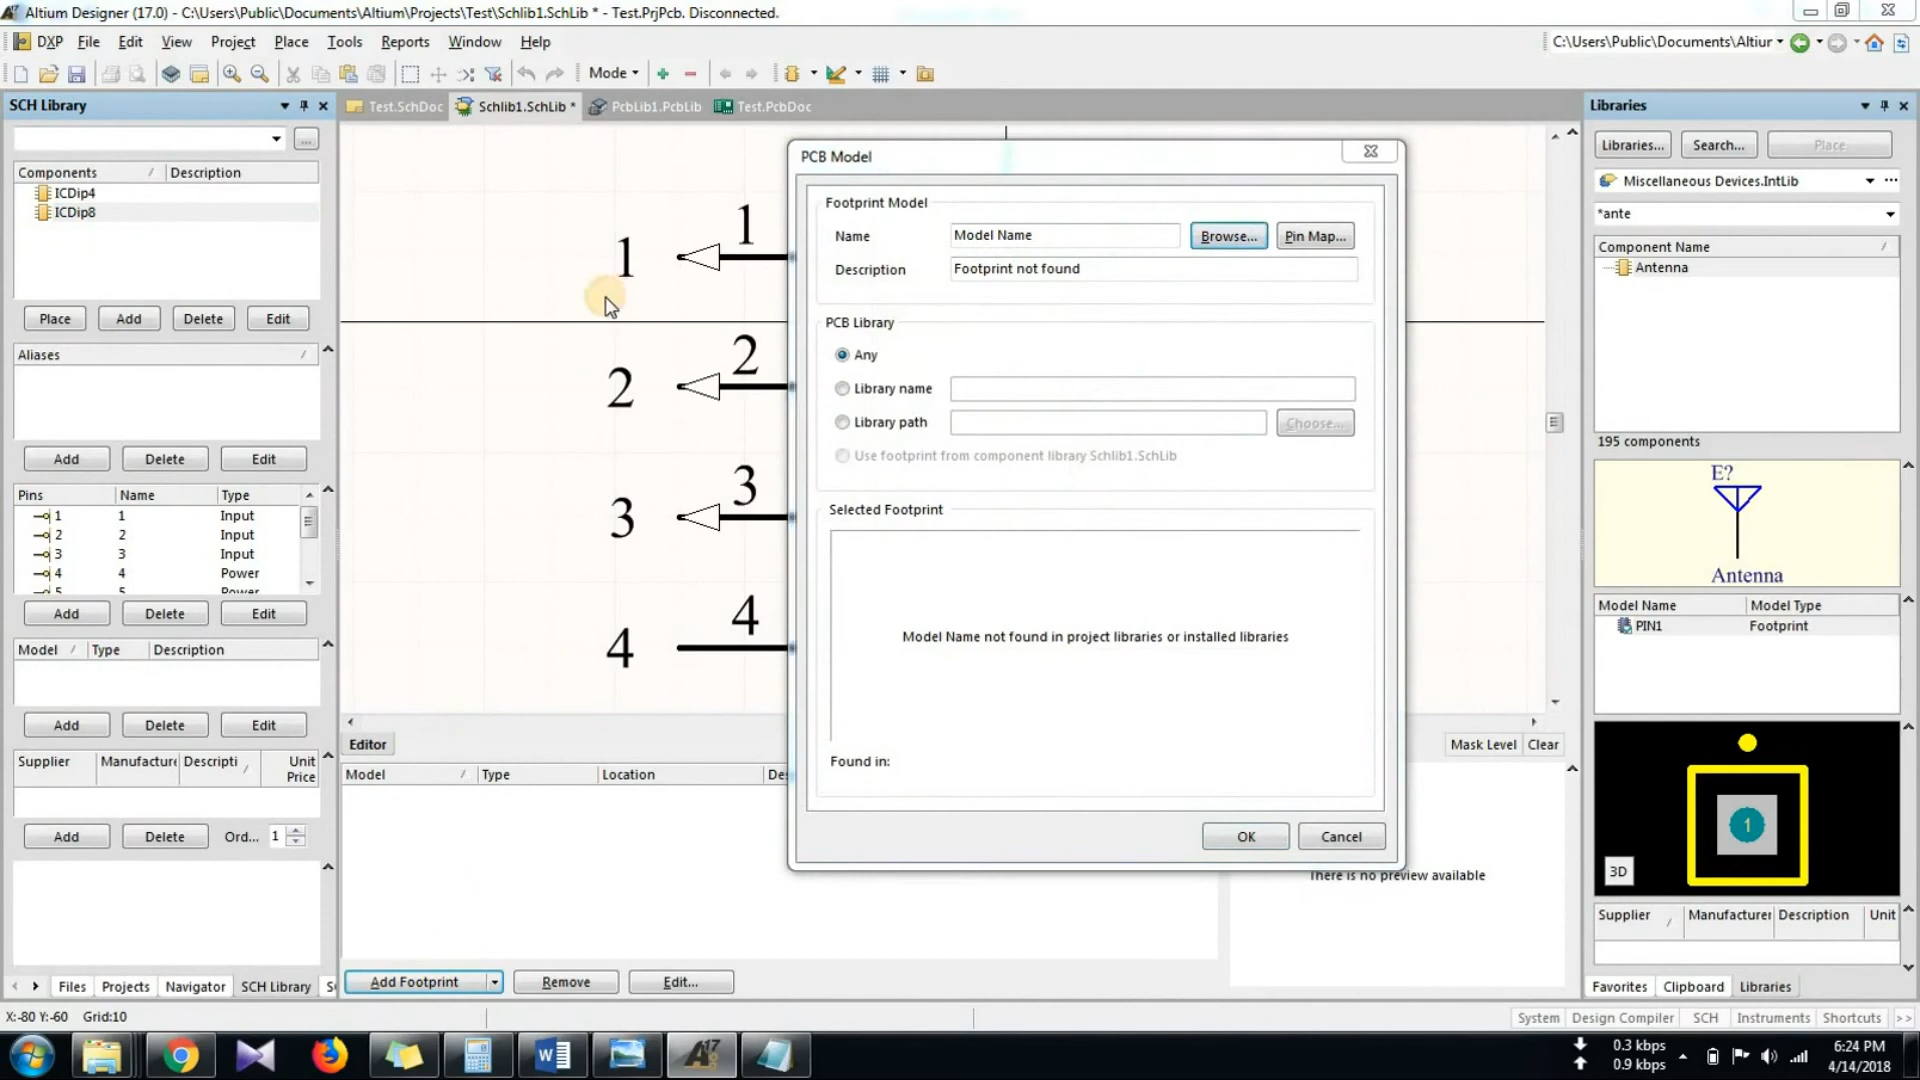 Altium Designer (17.0) - C:\Users\Public\Documents\Altium\Projects\Test\Schlib1.SchLib * - Test.PrjPcb. Disconnected.
DXP File Edit View Project Place Tools Reports Window Help
C:\Users\Public\Documents\Altiur
Mode
SCH Library
Test.SchDoc Schlib1.SchLib * PcbLib1.PcbLib Test.PcbDoc
Libraries
...
Components / Description
ICDip4
ICDip8
Place Add Delete Edit
Aliases /
Add Delete Edit
Pins Name Type
1 1 Input
2 2 Input
3 3 Input
4 4 Power
5 5 Power
Add Delete Edit
Model / Type Description
Add Delete Edit
Supplier Manufacture Descripti / Unit Price
Add Delete Ord... 1
Files Projects Navigator SCH Library S
1 1
2 2
3 3
4 4
PCB Model
Footprint Model
Name Model Name Browse... Pin Map...
Description Footprint not found
PCB Library
Any
Library name
Library path Choose...
Use footprint from component library Schlib1.SchLib
Selected Footprint
Model Name not found in project libraries or installed libraries
Found in:
OK Cancel
Editor
Mask Level Clear
Model / Type Location De
There is no preview available
Add Footprint Remove Edit...
Libraries... Search... Place
Miscellaneous Devices.IntLib ...
*ante
Component Name /
Antenna
195 components
E?
Antenna
Model Name Model Type
PIN1 Footprint
1
3D
Supplier / Manufacturer Description Unit
Favorites Clipboard Libraries
X:-80 Y:-60 Grid:10
System Design Compiler SCH Instruments Shortcuts >>
0.3 kbps
0.9 kbps
6:24 PM
4/14/2018